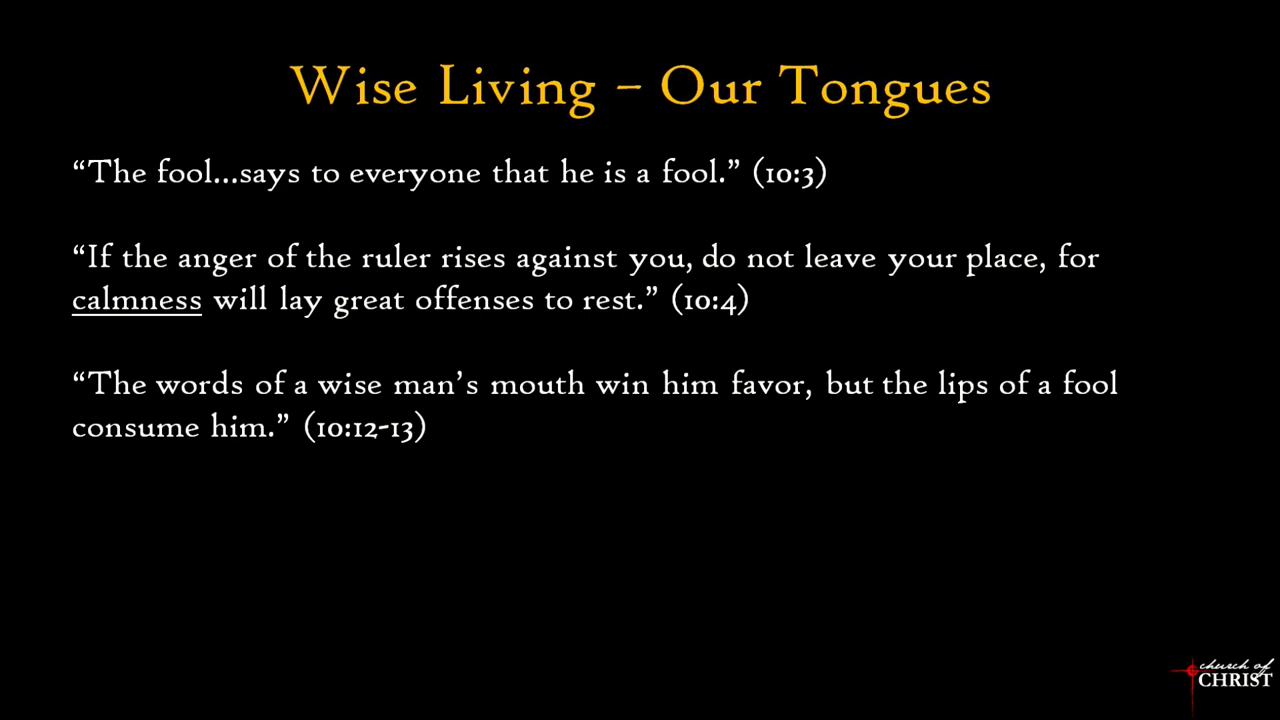 Wise Living – Our Tongues
“The fool...says to everyone that he is a fool.” (10:3)
“If the anger of the ruler rises against you, do not leave your place, for
calmness will lay great offenses to rest.” (10:4)
“The words of a wise man’s mouth win him favor, but the lips of a fool
consume him.” (10:12-13)
church of
CHRIST